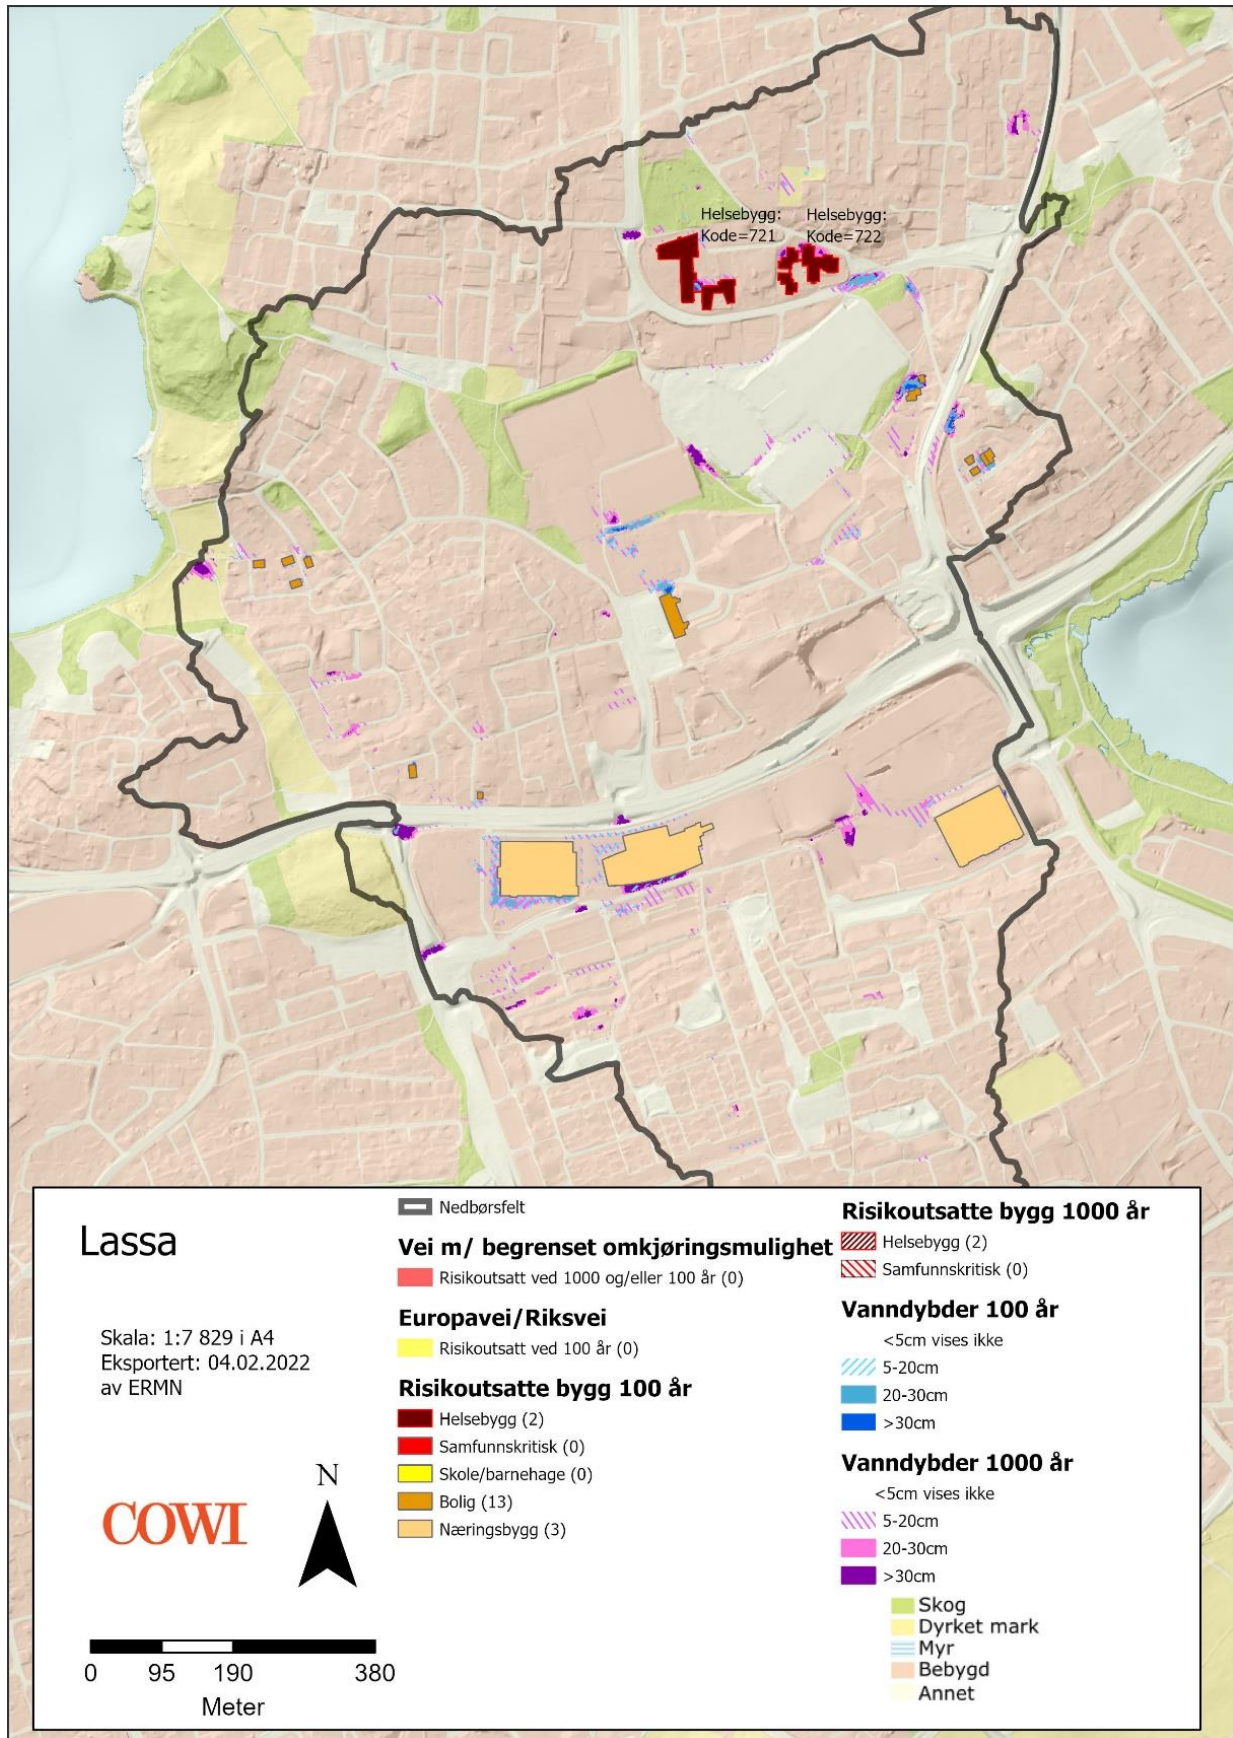 Helsebygg:
Kode=721
Helsebygg:
Kode=722
Lassa
Skala: 1:7 829 i A4
Eksportert: 04.02.2022
av ERMN
COWI
N
0 95 190 380
Meter
Nedbørsfelt
Vei m/ begrenset omkjøringsmulighet
Risikoutsatt ved 1000 og/eller 100 år (0)
Europavei/Riksvei
Risikoutsatt ved 100 år (0)
Risikoutsatte bygg 100 år
Helsebygg (2)
Samfunnskritisk (0)
Skole/barnehage (0)
Bolig (13)
Næringsbygg (3)
Risikoutsatte bygg 1000 år
Helsebygg (2)
Samfunnskritisk (0)
Vanndybder 100 år
<5cm vises ikke
5-20cm
20-30cm
>30cm
Vanndybder 1000 år
<5cm vises ikke
5-20cm
20-30cm
>30cm
Skog
Dyrket mark
Myr
Bebygd
Annet